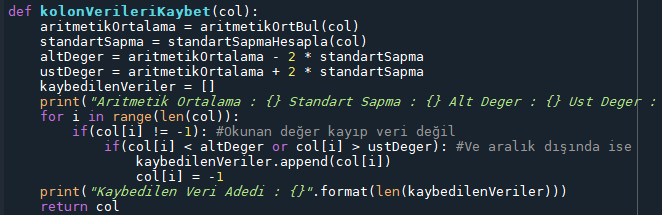 def kolonVerileriKaybet(col):
    aritmetikOrtalama = aritmetikOrtBul(col)
    standartSapma = standartSapmaHesapla(col)
    altDeger = aritmetikOrtalama - 2 * standartSapma
    ustDeger = aritmetikOrtalama + 2 * standartSapma
    kaybedilenVeriler = []
    print("Aritmetik Ortalama : {} Standart Sapma : {} Alt Deger : {} Ust Deger :
    for i in range(len(col)):
        if(col[i] != -1): #Okunan değer kayıp veri değil
            if(col[i] < altDeger or col[i] > ustDeger): #Ve aralık dışında ise
                kaybedilenVeriler.append(col[i])
                col[i] = -1
    print("Kaybedilen Veri Adedi : {}".format(len(kaybedilenVeriler)))
    return col